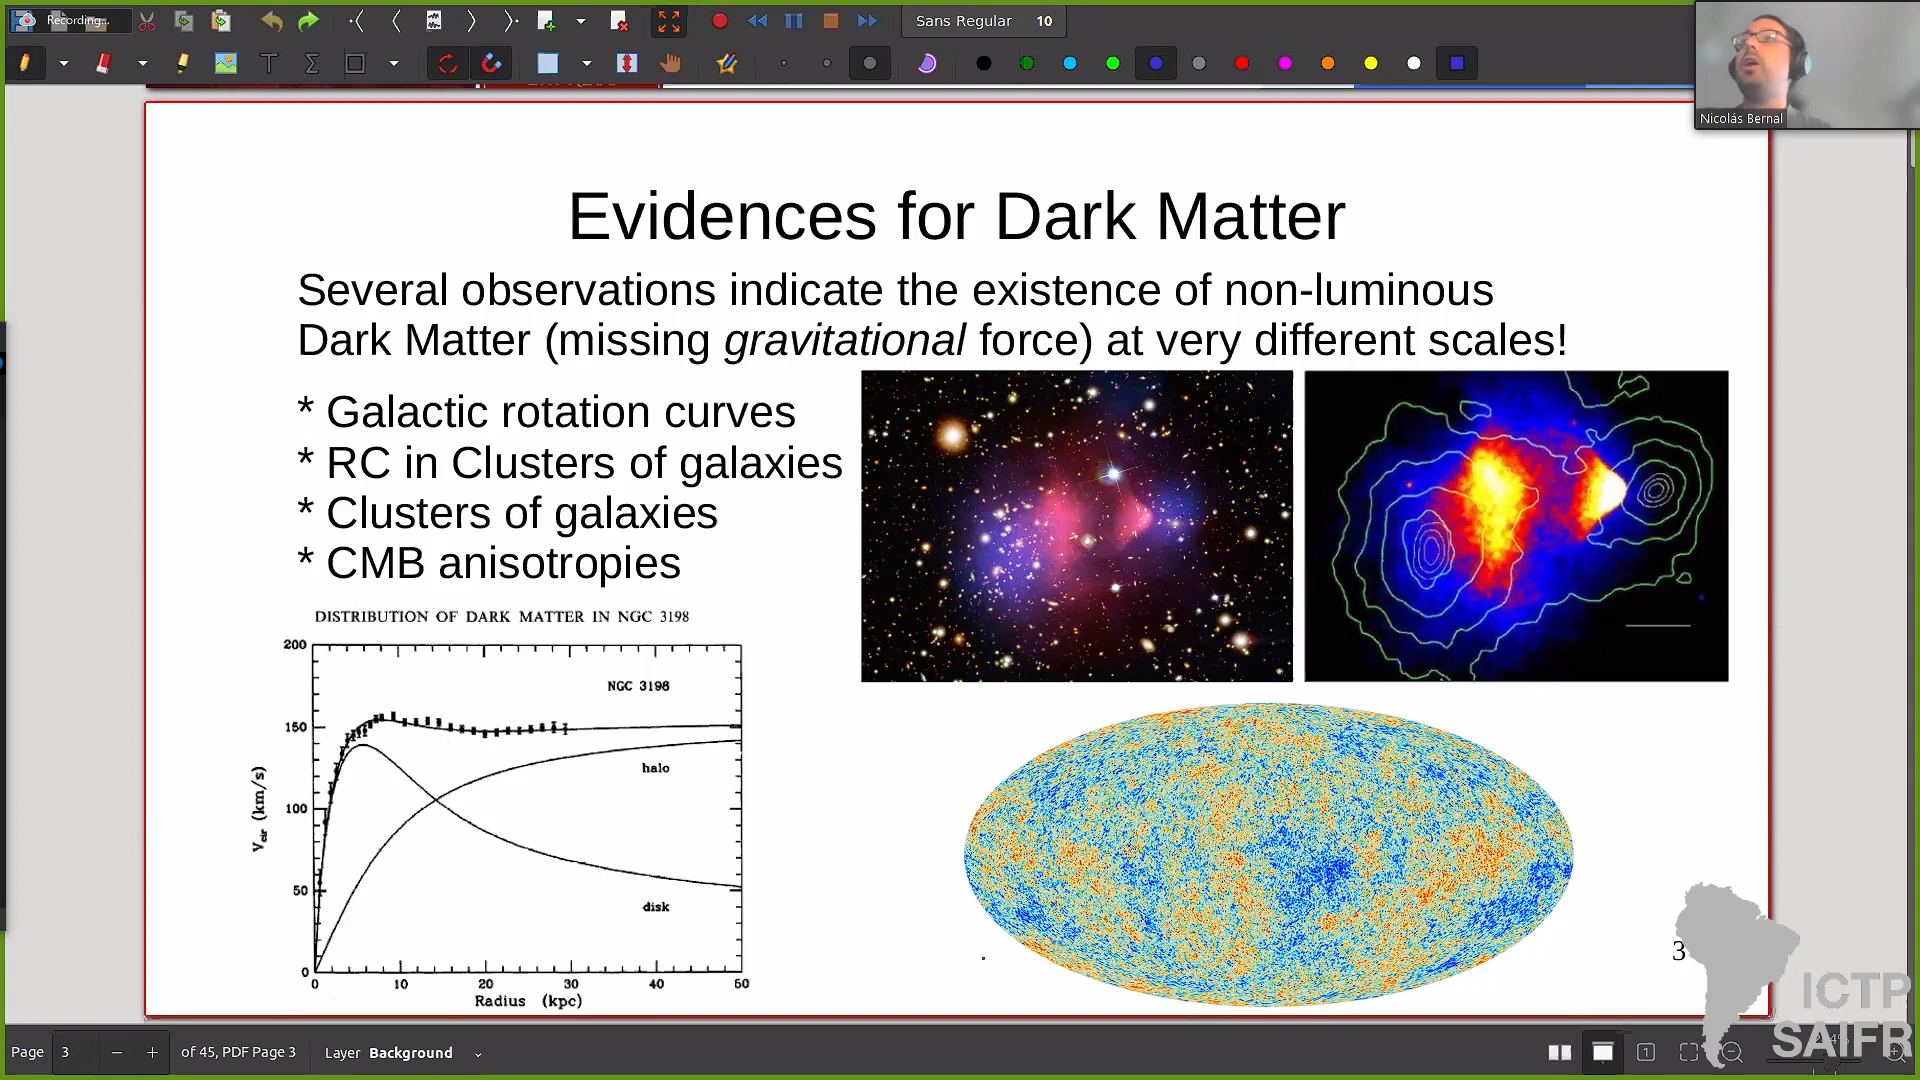 Recording...
Sans Regular 10
Nicolás Bernal
Evidences for Dark Matter
Several observations indicate the existence of non-luminous
Dark Matter (missing gravitational force) at very different scales!
* Galactic rotation curves
* RC in Clusters of galaxies
* Clusters of galaxies
* CMB anisotropies
DISTRIBUTION OF DARK MATTER IN NGC 3198
200
NGC 3198
150
halo
100
V_cir (km/s)
50
disk
0
0 10 20 30 40 50
Radius (kpc)
3
ICTP
SAIFR
Page 3 of 45, PDF Page 3 Layer Background